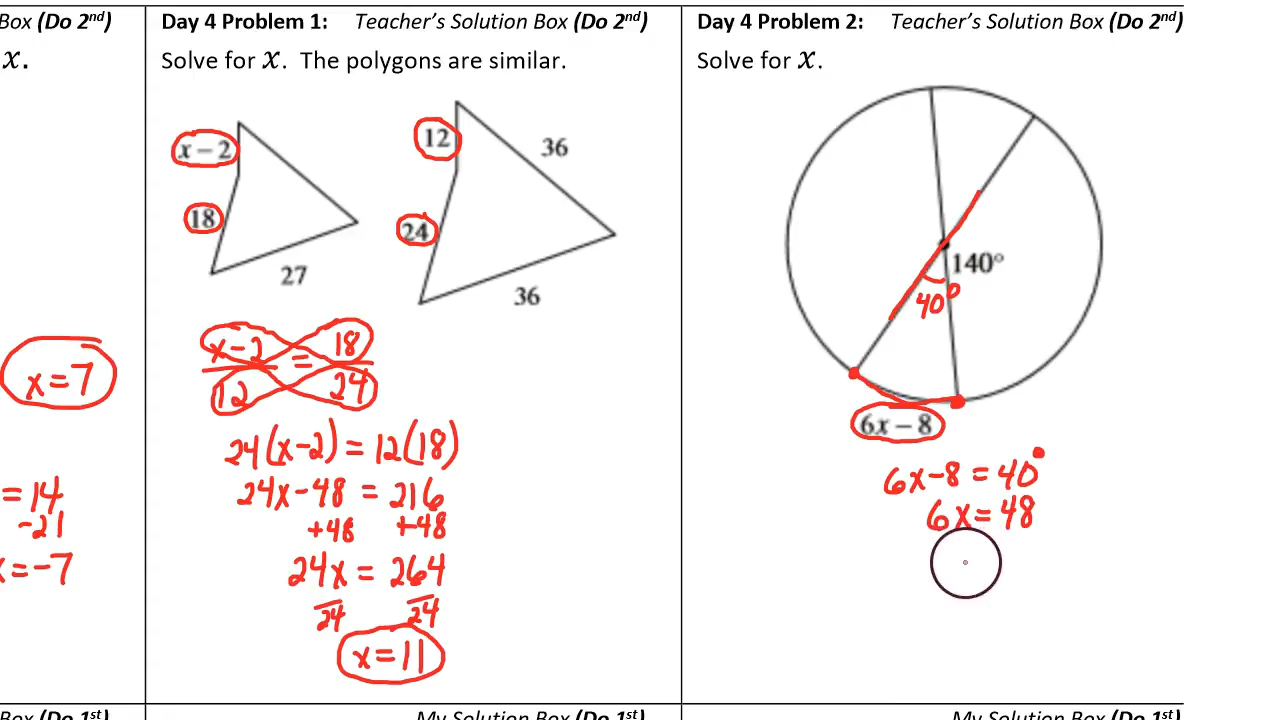 Box (Do 2nd)
x.
x=7
=14
-21
x=-7
Box (Do 1st)
Day 4 Problem 1: Teacher's Solution Box (Do 2nd)
Solve for x. The polygons are similar.
x – 2
18
27
12
36
24
36
x-2 = 18
12 24
24(x-2) = 12(18)
24x-48 = 216
+48 +48
24x = 264
24 24
x=11
My Solution Box (Do 1st)
Day 4 Problem 2: Teacher's Solution Box (Do 2nd)
Solve for x.
140°
40°
6x – 8
6x-8 = 40°
6x = 48
My Solution Box (Do 1st)